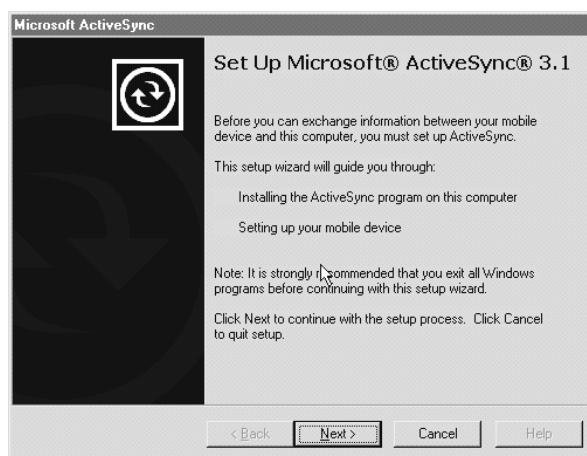 Microsoft ActiveSync
Set Up Microsoft® ActiveSync® 3.1
Before you can exchange information between your mobile
device and this computer, you must set up ActiveSync.
This setup wizard will guide you through:
Installing the ActiveSync program on this computer
Setting up your mobile device
Note: It is strongly recommended that you exit all Windows
programs before continuing with this setup wizard.
Click Next to continue with the setup process. Click Cancel
to quit setup.
< Back Next > Cancel Help